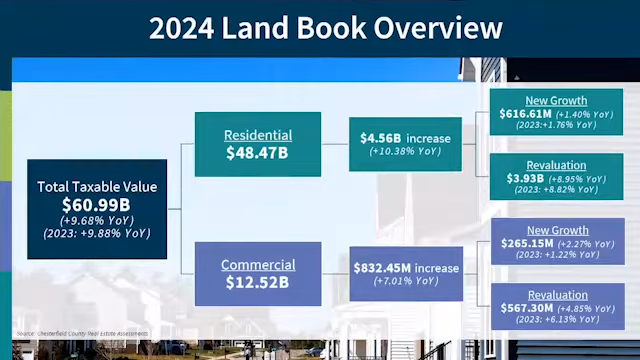 2024 Land Book Overview
Total Taxable Value
$60.99B
(+9.68% YoY)
(2023: +9.88% YoY)
Residential
$48.47B
$4.56B increase
(+10.38% YoY)
New Growth
$616.61M (+1.40% YoY)
(2023:+1.76% YoY)
Revaluation
$3.93B (+8.95% YoY)
(2023: +8.82% YoY)
Commercial
$12.52B
$832.45M increase
(+7.01% YoY)
New Growth
$265.15M (+2.27% YoY)
(2023: +1.22% YoY)
Revaluation
$567.30M (+4.85% YoY)
(2023: +6.13% YoY)
Source: Chesterfield County Real Estate Assessments